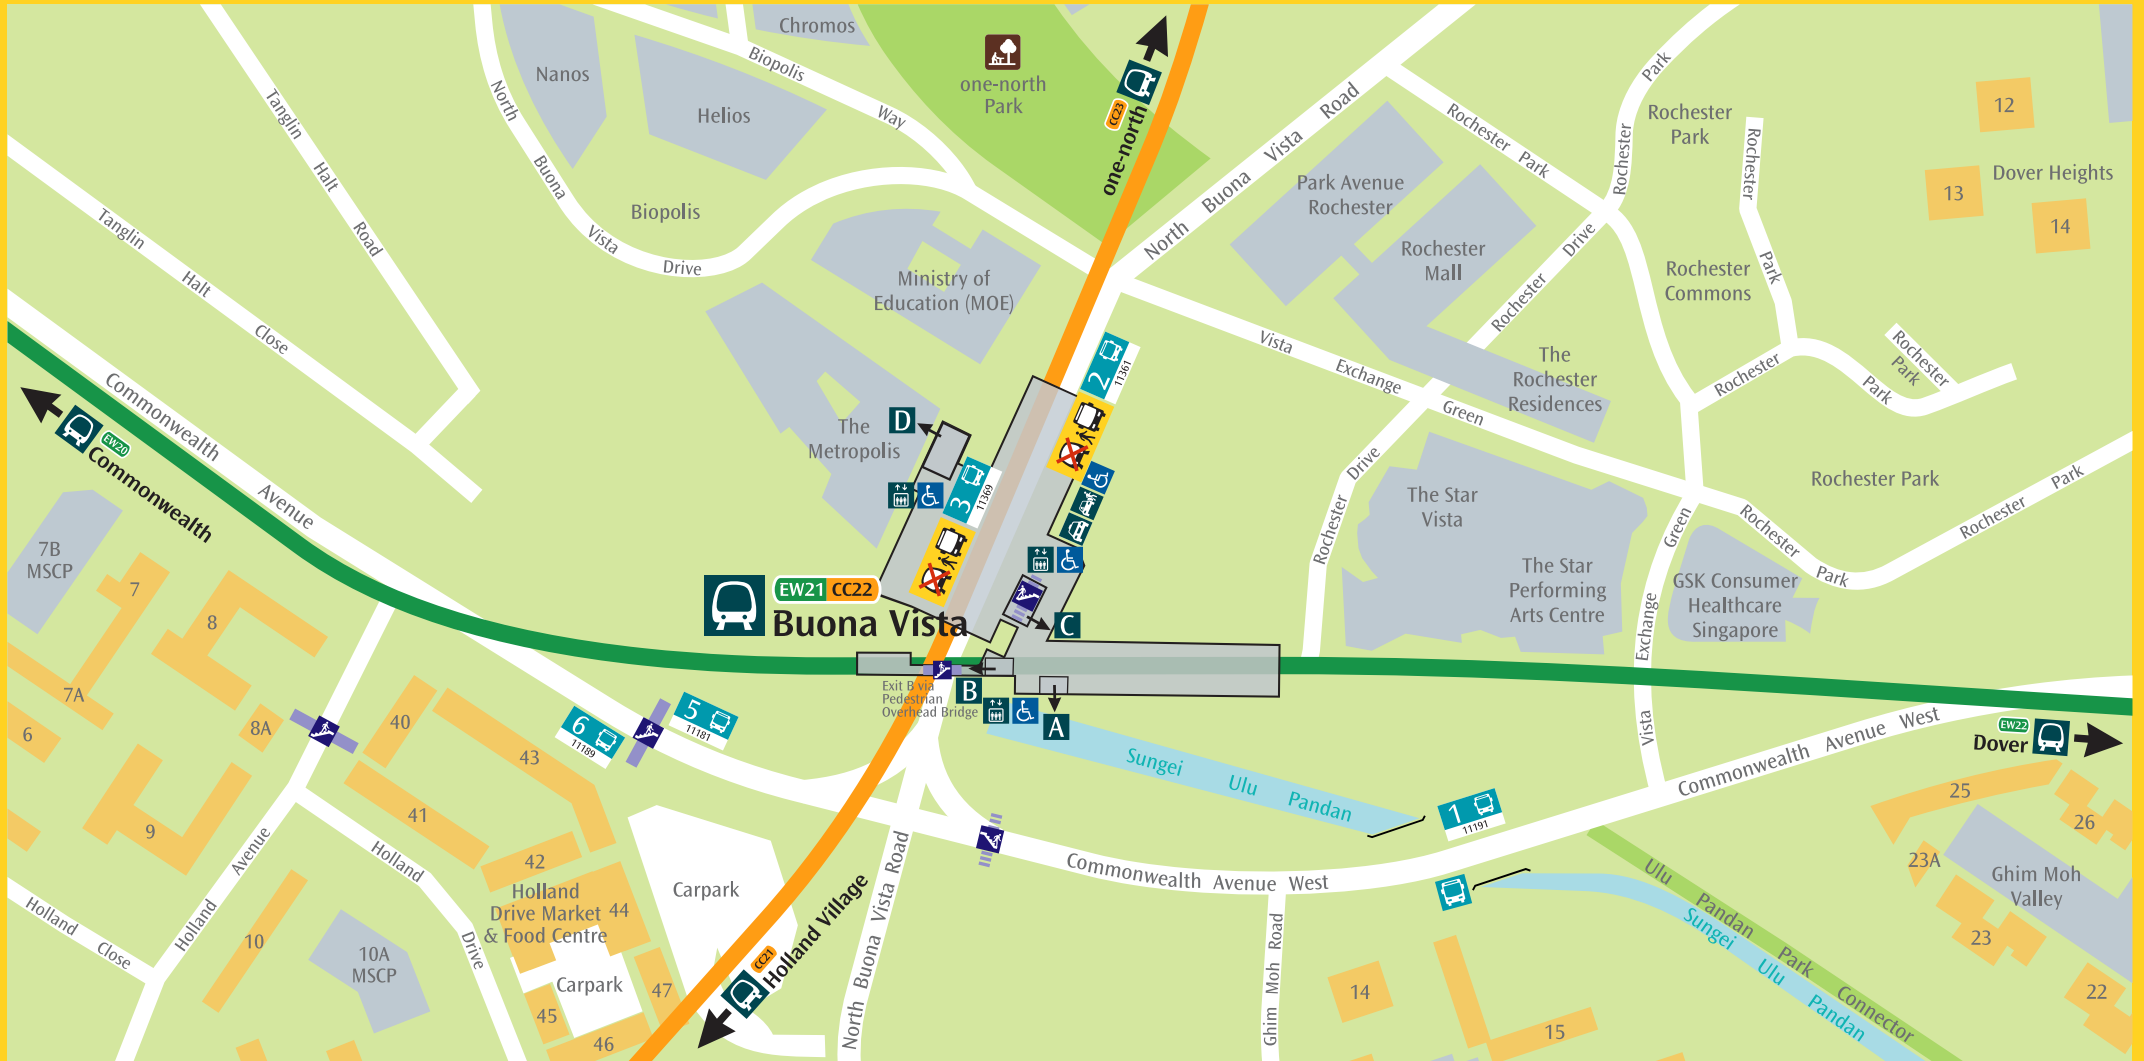 Chromos
Nanos
Helios
Biopolis
Way
North
Buona
Vista
Drive
Biopolis
one-north
Park
CC23
one-north
North Buona Vista Road
Tanglin
Halt
Road
Tanglin
Halt
Close
Park Avenue
Rochester
Rochester
Mall
Rochester Park
Rochester
Park
Rochester
Park
Rochester
Park
12
13
14
Dover Heights
Rochester
Commons
Rochester Drive
The
Rochester
Residences
Rochester
Park
Rochester
Park
Ministry of
Education (MOE)
The
Metropolis
D
2
11361
3
11369
Vista
Exchange
Green
Rochester
Drive
The Star
Vista
The Star
Performing
Arts Centre
Rochester Park
Rochester Park
Rochester
Park
GSK Consumer
Healthcare
Singapore
Vista
Exchange
Green
Commonwealth
Avenue
EW20
Commonwealth
EW21 CC22
Buona Vista
C
B
A
Exit B via
Pedestrian
Overhead Bridge
7B
MSCP
7
8
7A
6
8A
9
40
43
41
42
6
11189
5
11181
Sungei Ulu Pandan
1
11191
Commonwealth Avenue West
EW22
Dover
25
26
23A
Ghim Moh
Valley
23
22
Holland
Avenue
Holland
Drive
Holland
Close
10
10A
MSCP
Holland
Drive Market
& Food Centre
44
Carpark
45
46
47
Carpark
CC21
Holland Village
North Buona Vista Road
Commonwealth Avenue West
Ghim Moh Road
14
15
Ulu
Pandan
Park
Connector
Sungei
Ulu
Pandan